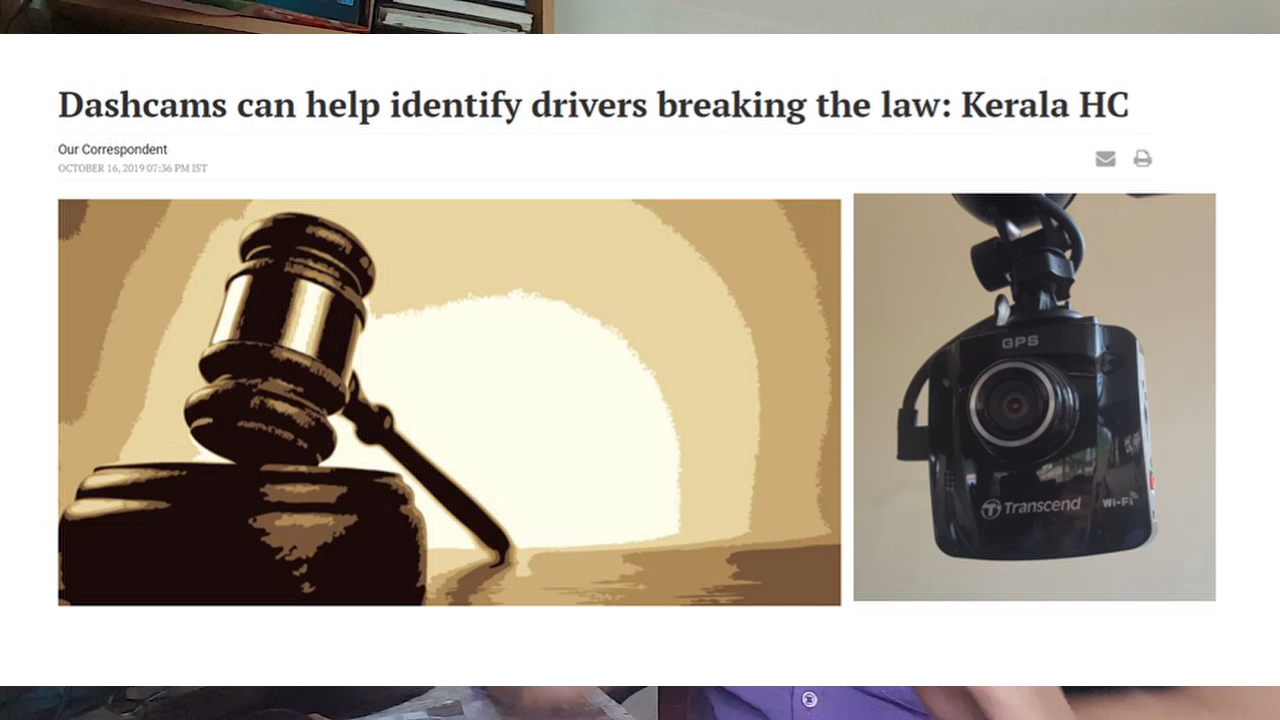 Dashcams can help identify drivers breaking the law: Kerala HC
Our Correspondent
OCTOBER 16, 2019 07:36 PM IST
GPS
Transcend
Wi-Fi